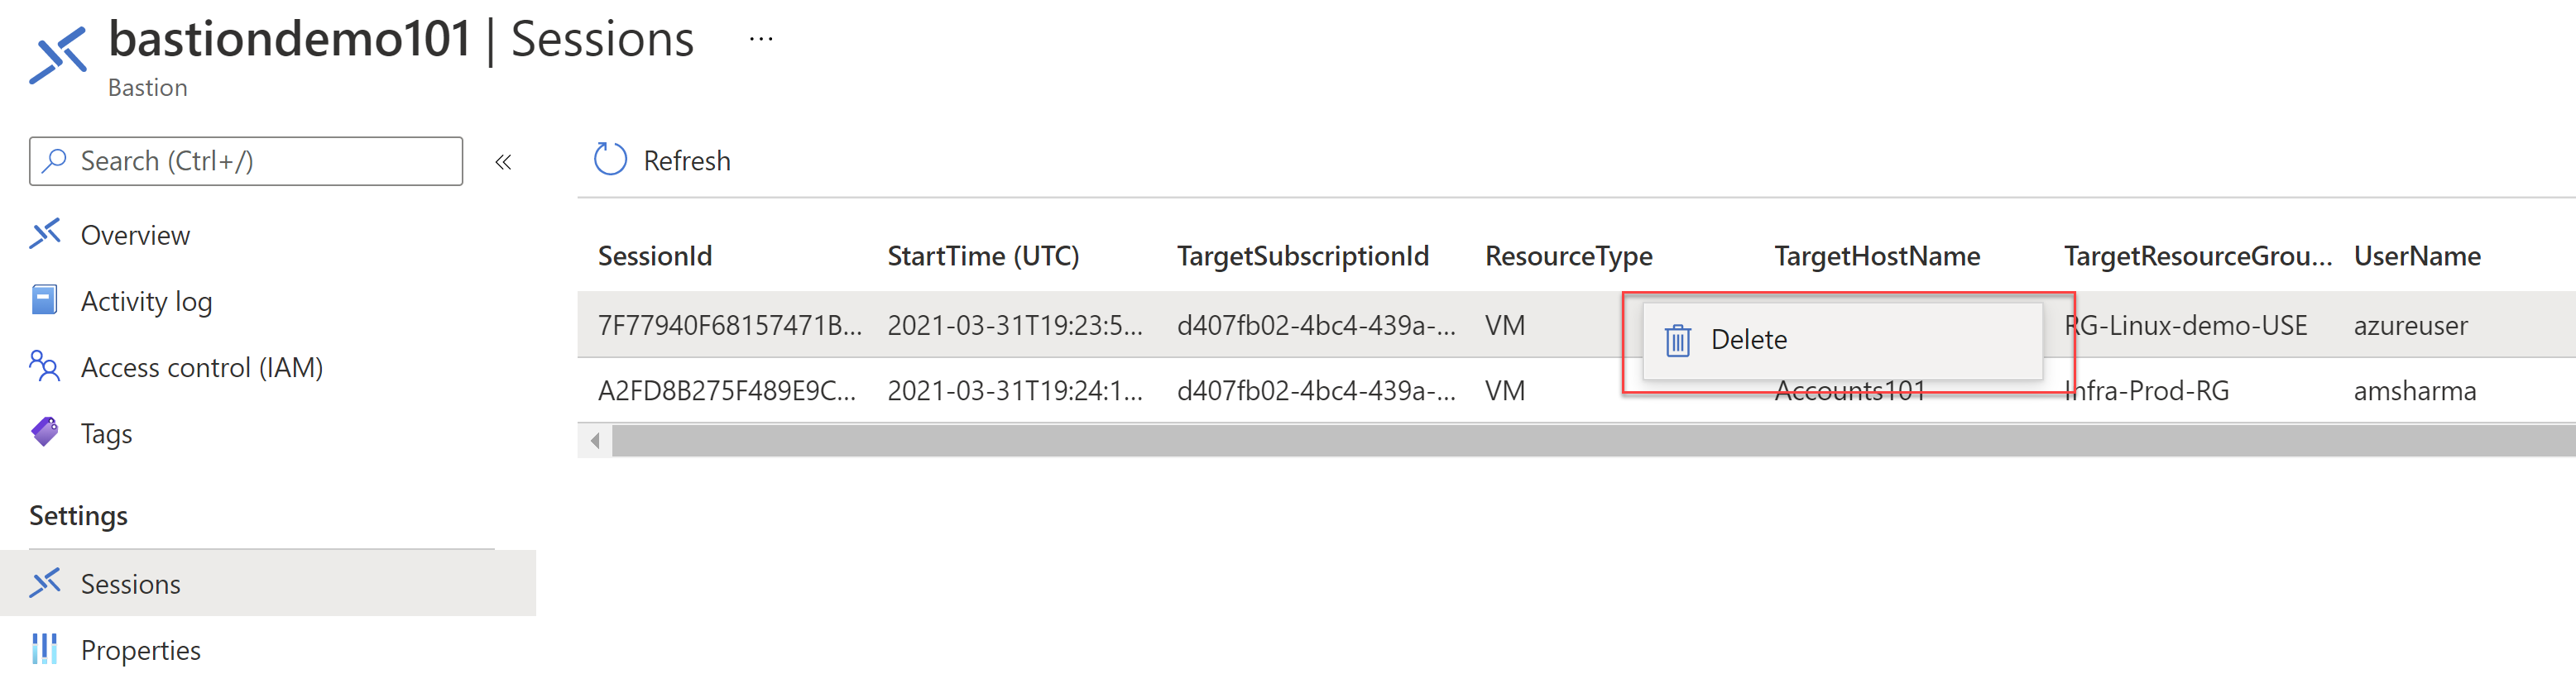 bastiondemo101 | Sessions ...
Bastion
Search (Ctrl+/) «
Refresh
Overview
Activity log
Access control (IAM)
Tags
Settings
Sessions
Properties
SessionId StartTime (UTC) TargetSubscriptionId ResourceType TargetHostName TargetResourceGrou... UserName
7F77940F68157471B... 2021-03-31T19:23:5... d407fb02-4bc4-439a-... VM RG-Linux-demo-USE azureuser
Delete
A2FD8B275F489E9C... 2021-03-31T19:24:1... d407fb02-4bc4-439a-... VM Accounts101 Infra-Prod-RG amsharma